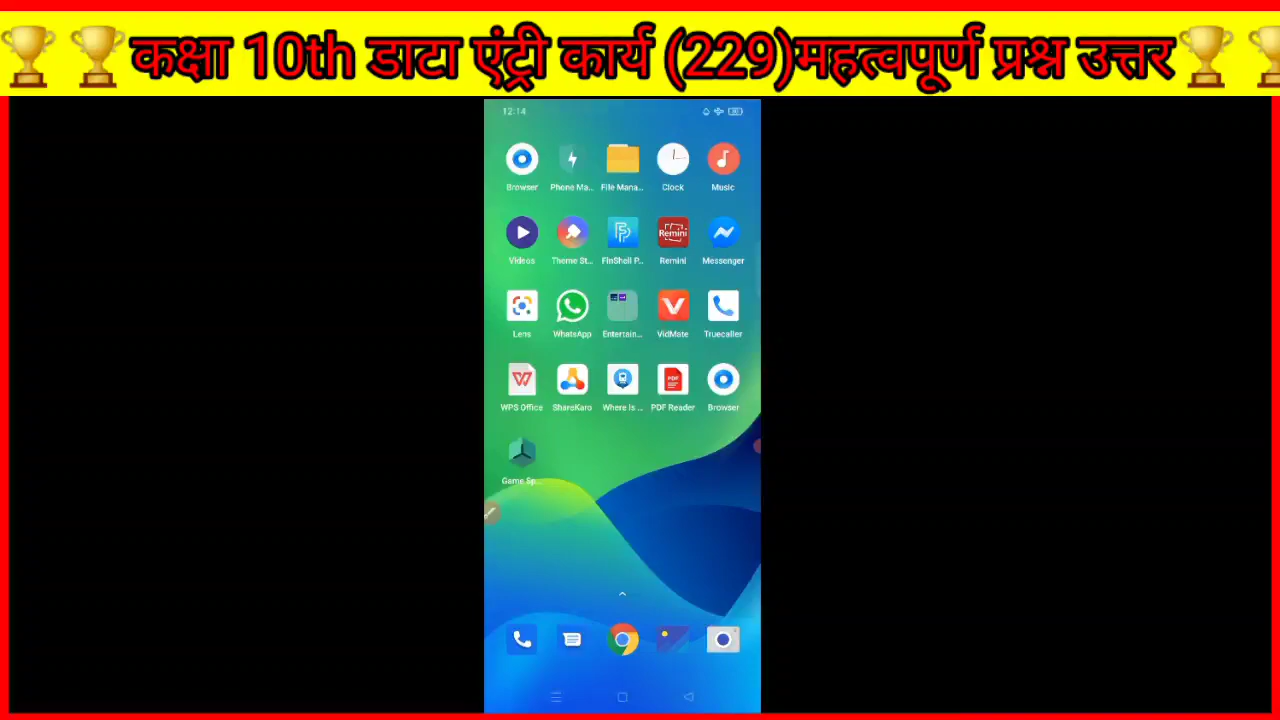 कक्षा 10th डाटा एंट्री कार्य (229)महत्वपूर्ण प्रश्न उत्तर
12:14
Browser Phone Ma... File Mana... Clock Music
Remini
Videos Theme St... FinShell P... Remini Messenger
Lens WhatsApp Entertain... VidMate Truecaller
PDF
WPS Office ShareKaro Where Is ... PDF Reader Browser
Game Sp...